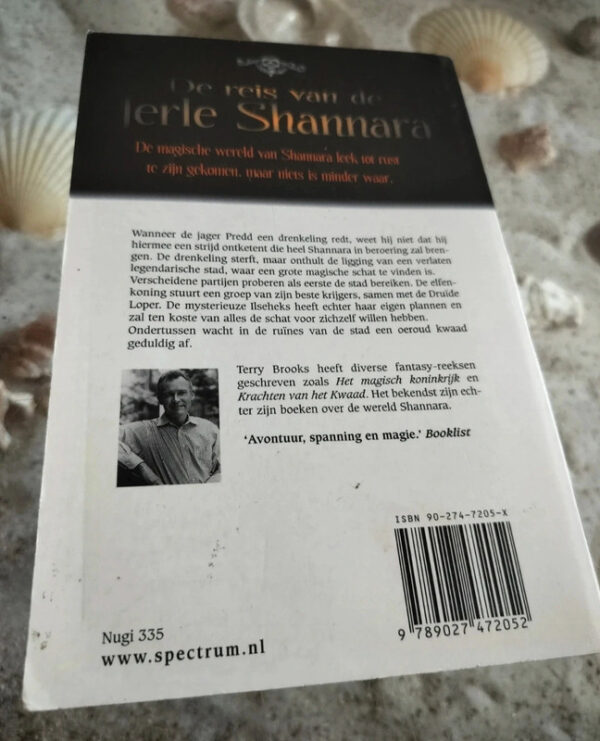 De reis van de
Jerle Shannara
De magische wereld van Shannara leek tot rust
te zijn gekomen, maar niets is minder waar.
Wanneer de jager Predd een drenkeling redt, weet hij niet dat hij
hiermee een strijd ontketent die heel Shannara in beroering zal bren-
gen. De drenkeling sterft, maar onthult de ligging van een verlaten
legendarische stad, waar een grote magische schat te vinden is.
Verscheidene partijen proberen als eerste de stad bereiken. De elfen-
koning stuurt een groep van zijn beste krijgers, samen met de Druïde
Loper. De mysterieuze Ilseheks heeft echter haar eigen plannen en
zal ten koste van alles de schat voor zichzelf willen hebben.
Ondertussen wacht in de ruïnes van de stad een oeroud kwaad
geduldig af.
Terry Brooks heeft diverse fantasy-reeksen
geschreven zoals Het magisch koninkrijk en
Krachten van het Kwaad. Het bekendst zijn ech-
ter zijn boeken over de wereld Shannara.
'Avontuur, spanning en magie.' Booklist
ISBN 90-274-7205-X
9 789027 472052
Nugi 335
www.spectrum.nl